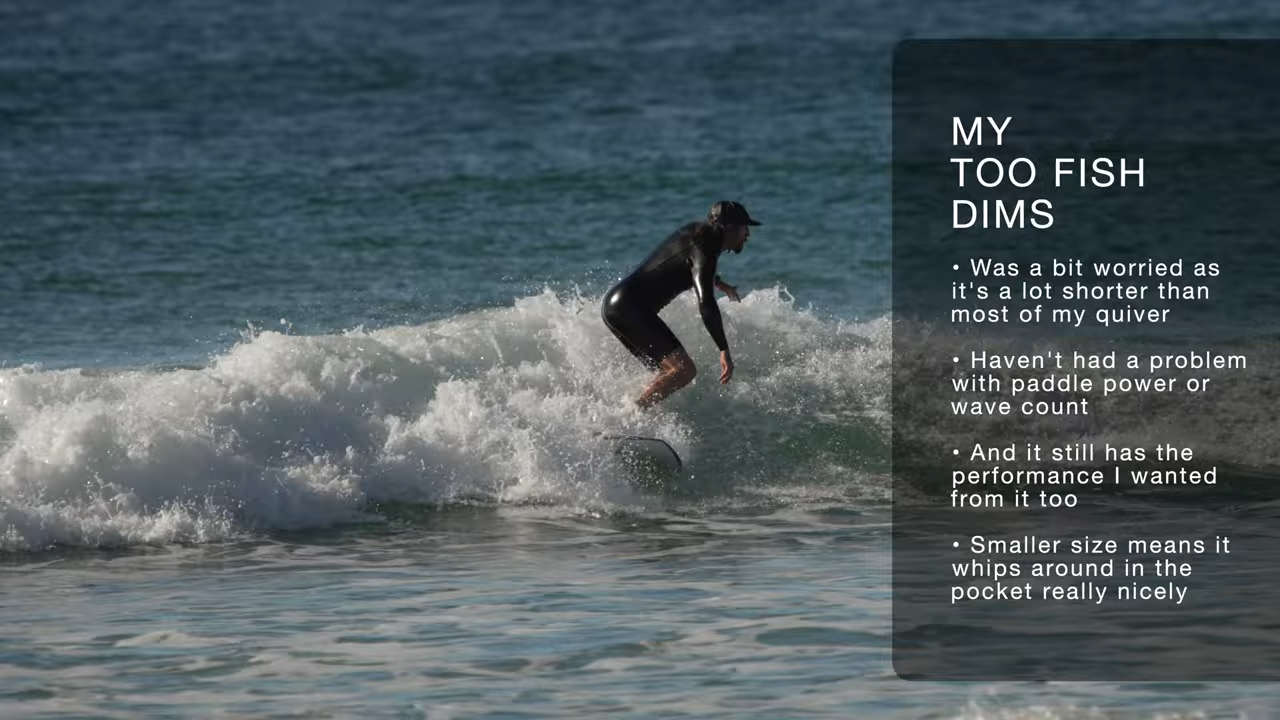 MY
TOO FISH
DIMS
• Was a bit worried as
it's a lot shorter than
most of my quiver
• Haven't had a problem
with paddle power or
wave count
• And it still has the
performance I wanted
from it too
• Smaller size means it
whips around in the
pocket really nicely